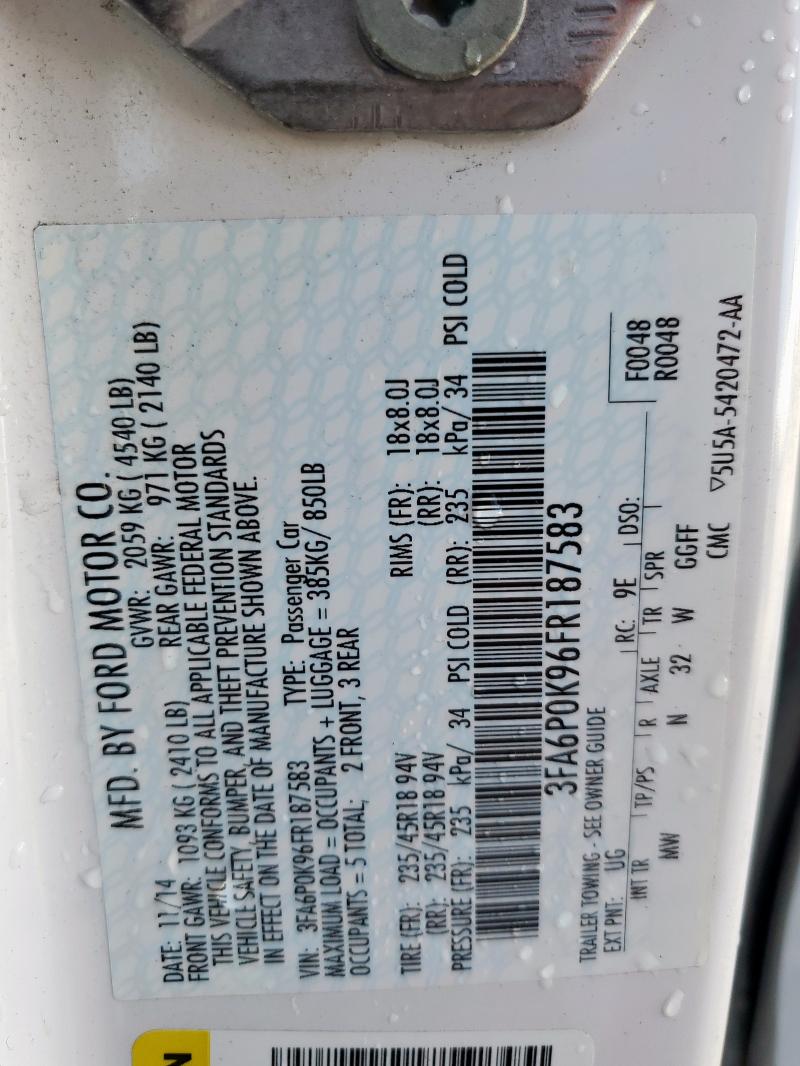 MFD. BY FORD MOTOR CO.
DATE: 11/14 GVWR: 2059 KG ( 4540 LB)
FRONT GAWR: 1093 KG ( 2410 LB) REAR GAWR: 971 KG ( 2140 LB)
THIS VEHICLE CONFORMS TO ALL APPLICABLE FEDERAL MOTOR
VEHICLE SAFETY, BUMPER, AND THEFT PREVENTION STANDARDS
IN EFFECT ON THE DATE OF MANUFACTURE SHOWN ABOVE.
VIN: 3FA6P0K96FR187583 TYPE: Passenger Car
MAXIMUM LOAD = OCCUPANTS + LUGGAGE = 385KG/ 850LB
OCCUPANTS = 5 TOTAL; 2 FRONT, 3 REAR
TIRE (FR): 235/45R18 94V RIMS (FR): 18x8.0J
(RR): 235/45R18 94V (RR): 18x8.0J
PRESSURE (FR): 235 kPa/ 34 PSI COLD (RR): 235 kPa/ 34 PSI COLD
3FA6P0K96FR187583
TRAILER TOWING - SEE OWNER GUIDE
F0048
R0048
EXT PNT: UG RC: 9E DSO:
INT TR TP/PS R AXLE TR SPR
MW N 32 W GGFF
CMC ▽5U5A-5420472-AA
N